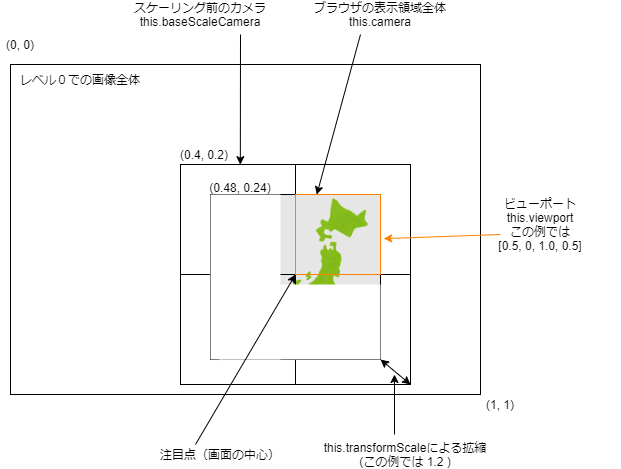 スケーリング前のカメラ
this.baseScaleCamera
ブラウザの表示領域全体
this.camera
(0, 0)
レベル０での画像全体
(0.4, 0.2)
(0.48, 0.24)
ビューポート
this.viewport
この例では
[0.5, 0, 1.0, 0.5]
(1, 1)
注目点（画面の中心）
this.transformScaleによる拡縮
(この例では 1.2 )